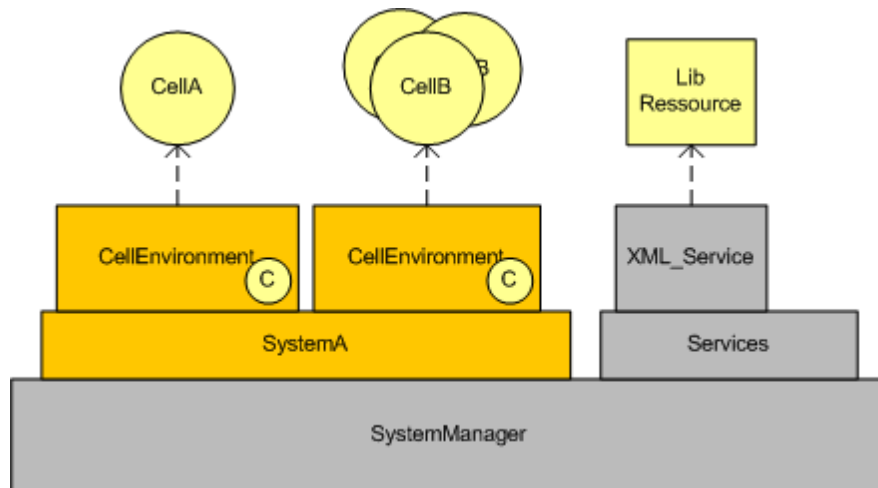 CellA
CellB
B
Lib
Ressource
CellEnvironment
C
CellEnvironment
C
XML_Service
SystemA
Services
SystemManager